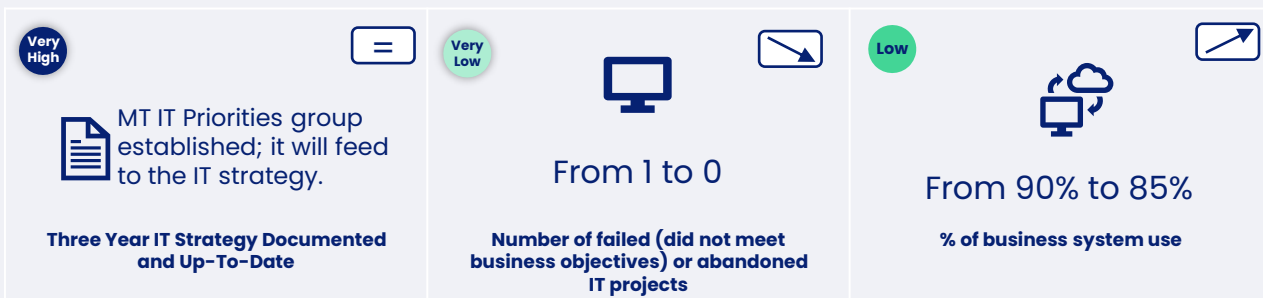 Very
High
=
MT IT Priorities group
established; it will feed
to the IT strategy.
Three Year IT Strategy Documented
and Up-To-Date
Very
Low
From 1 to 0
Number of failed (did not meet
business objectives) or abandoned
IT projects
Low
From 90% to 85%
% of business system use